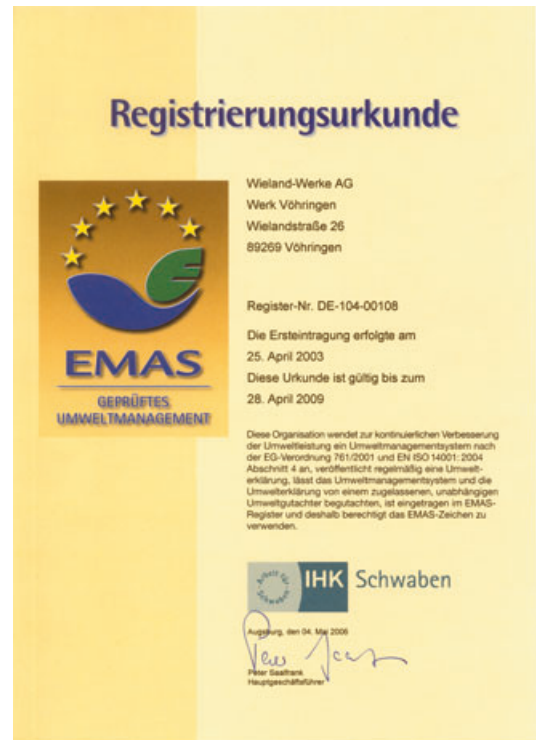 Registrierungsurkunde
EMAS
GEPRÜFTES
UMWELTMANAGEMENT
Wieland-Werke AG
Werk Vöhringen
Wielandstraße 26
89269 Vöhringen
Register-Nr. DE-104-00108
Die Ersteintragung erfolgte am
25. April 2003
Diese Urkunde ist gültig bis zum
28. April 2009
Diese Organisation wendet zur kontinuierlichen Verbesserung
der Umweltleistung ein Umweltmanagementsystem nach
der EG-Verordnung 761/2001 und EN ISO 14001: 2004
Abschnitt 4 an, veröffentlicht regelmäßig eine Umwelt-
erklärung, lässt das Umweltmanagementsystem und die
Umwelterklärung von einem zugelassenen, unabhängigen
Umweltgutachter begutachten, ist eingetragen im EMAS-
Register und deshalb berechtigt das EMAS-Zeichen zu
verwenden.
Arbeit für
Schwaben
IHK Schwaben
Augsburg, den 04. Mai 2006
Peter Saalfrank
Hauptgeschäftsführer